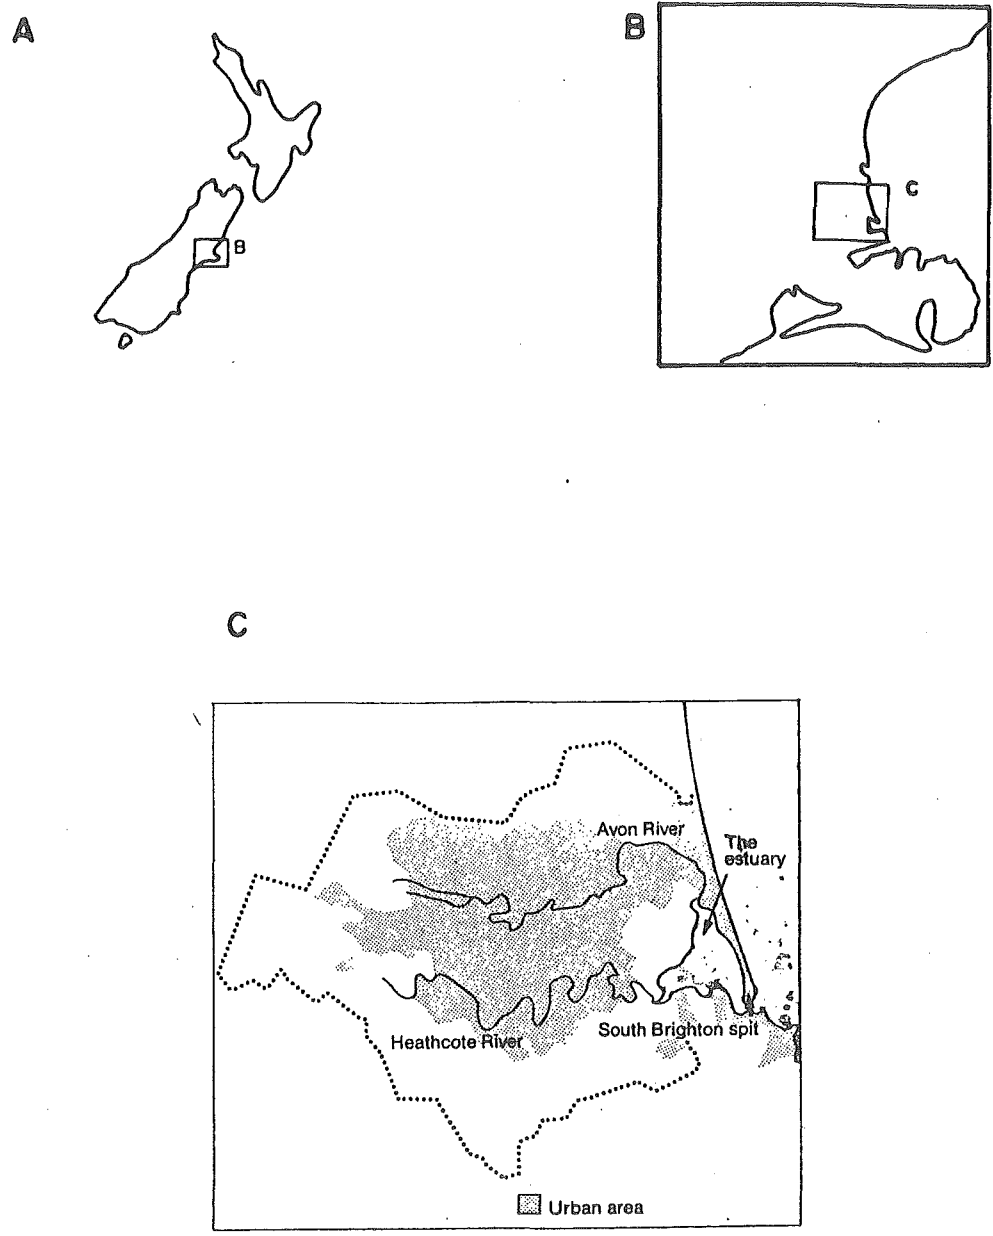 A
B
B
C
C
Avon River
The
estuary
Heathcote River
South Brighton spit
Urban area